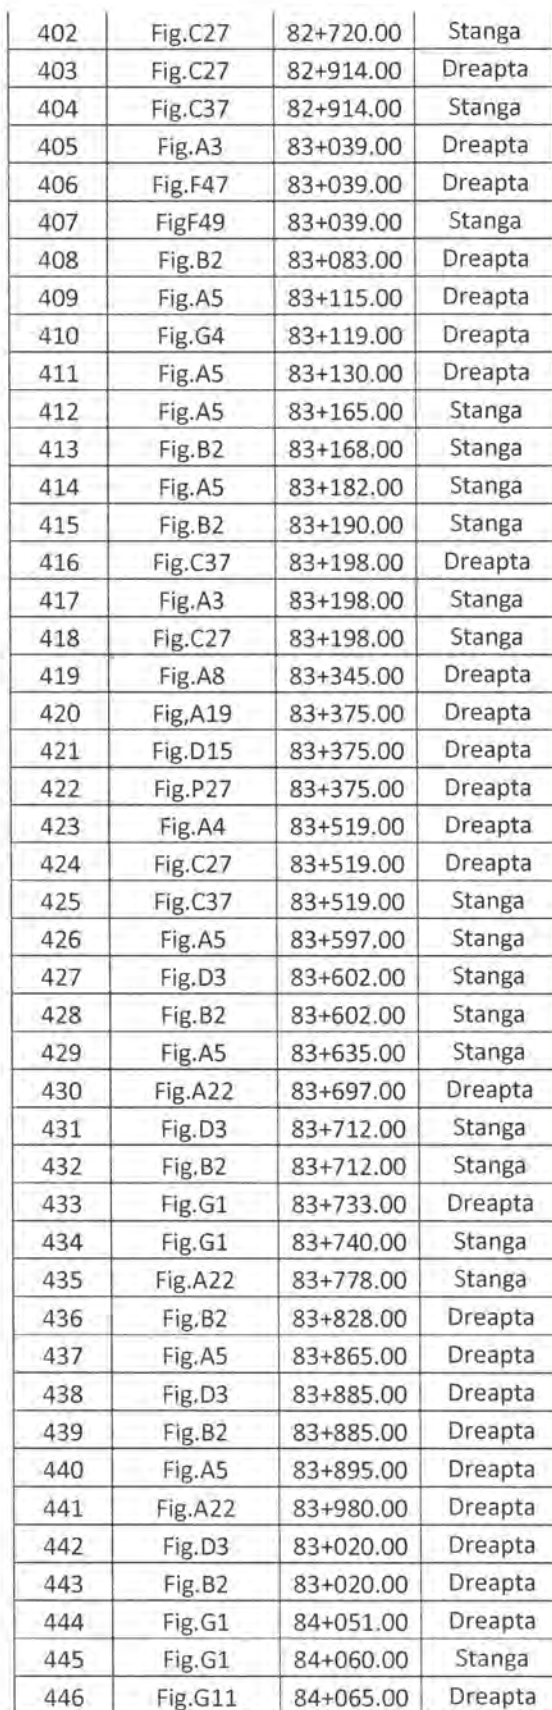 402 Fig.C27 82+720.00 Stanga
403 Fig.C27 82+914.00 Dreapta
404 Fig.C37 82+914.00 Stanga
405 Fig.A3 83+039.00 Dreapta
406 Fig.F47 83+039.00 Dreapta
407 FigF49 83+039.00 Stanga
408 Fig.B2 83+083.00 Dreapta
409 Fig.A5 83+115.00 Dreapta
410 Fig.G4 83+119.00 Dreapta
411 Fig.A5 83+130.00 Dreapta
412 Fig.A5 83+165.00 Stanga
413 Fig.B2 83+168.00 Stanga
414 Fig.A5 83+182.00 Stanga
415 Fig.B2 83+190.00 Stanga
416 Fig.C37 83+198.00 Dreapta
417 Fig.A3 83+198.00 Stanga
418 Fig.C27 83+198.00 Stanga
419 Fig.A8 83+345.00 Dreapta
420 Fig,A19 83+375.00 Dreapta
421 Fig.D15 83+375.00 Dreapta
422 Fig.P27 83+375.00 Dreapta
423 Fig.A4 83+519.00 Dreapta
424 Fig.C27 83+519.00 Dreapta
425 Fig.C37 83+519.00 Stanga
426 Fig.A5 83+597.00 Stanga
427 Fig.D3 83+602.00 Stanga
428 Fig.B2 83+602.00 Stanga
429 Fig.A5 83+635.00 Stanga
430 Fig.A22 83+697.00 Dreapta
431 Fig.D3 83+712.00 Stanga
432 Fig.B2 83+712.00 Stanga
433 Fig.G1 83+733.00 Dreapta
434 Fig.G1 83+740.00 Stanga
435 Fig.A22 83+778.00 Stanga
436 Fig.B2 83+828.00 Dreapta
437 Fig.A5 83+865.00 Dreapta
438 Fig.D3 83+885.00 Dreapta
439 Fig.B2 83+885.00 Dreapta
440 Fig.A5 83+895.00 Dreapta
441 Fig.A22 83+980.00 Dreapta
442 Fig.D3 83+020.00 Dreapta
443 Fig.B2 83+020.00 Dreapta
444 Fig.G1 84+051.00 Dreapta
445 Fig.G1 84+060.00 Stanga
446 Fig.G11 84+065.00 Dreapta